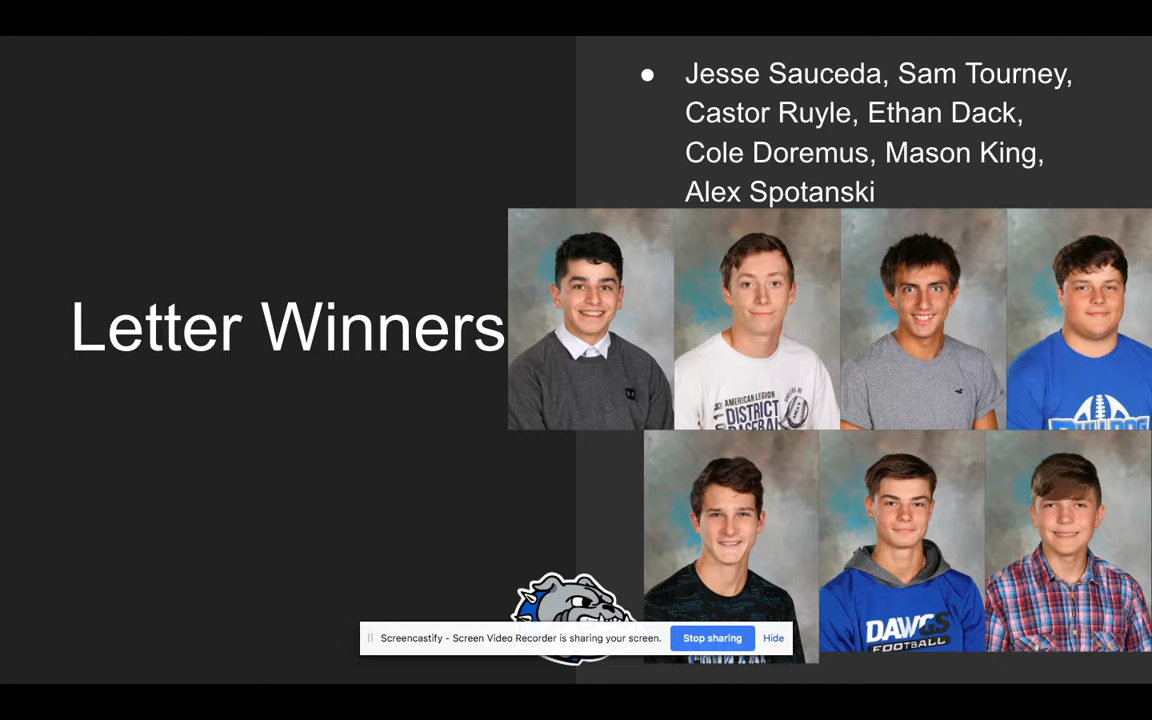 Jesse Sauceda, Sam Tourney,
Castor Ruyle, Ethan Dack,
Cole Doremus, Mason King,
Alex Spotanski
Letter Winners
AMERICAN LEGION
DISTRICT
DAWGS
FOOTBALL
Screencastify - Screen Video Recorder is sharing your screen.
Stop sharing
Hide